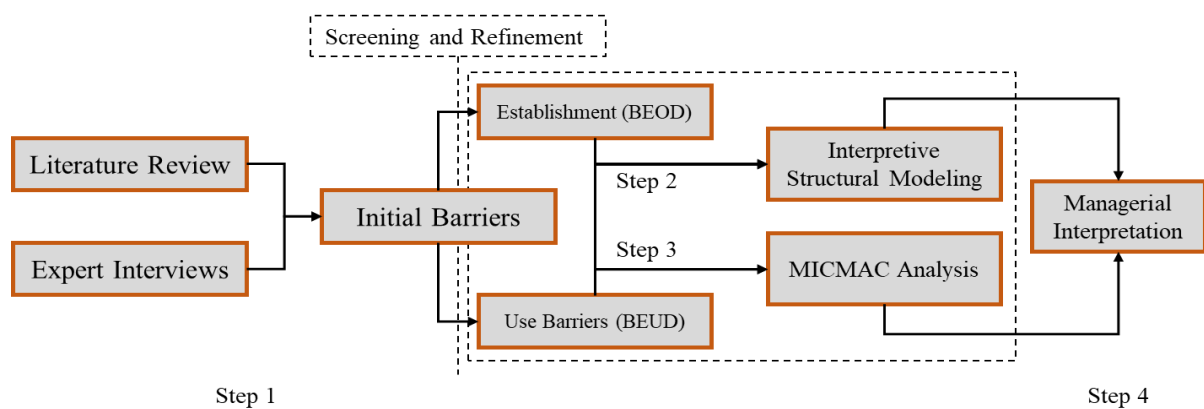 Screening and Refinement
Establishment (BEOD)
Literature Review
Interpretive
Structural Modeling
Step 2
Initial Barriers
Managerial
Interpretation
Expert Interviews
Step 3
MICMAC Analysis
Use Barriers (BEUD)
Step 1
Step 4